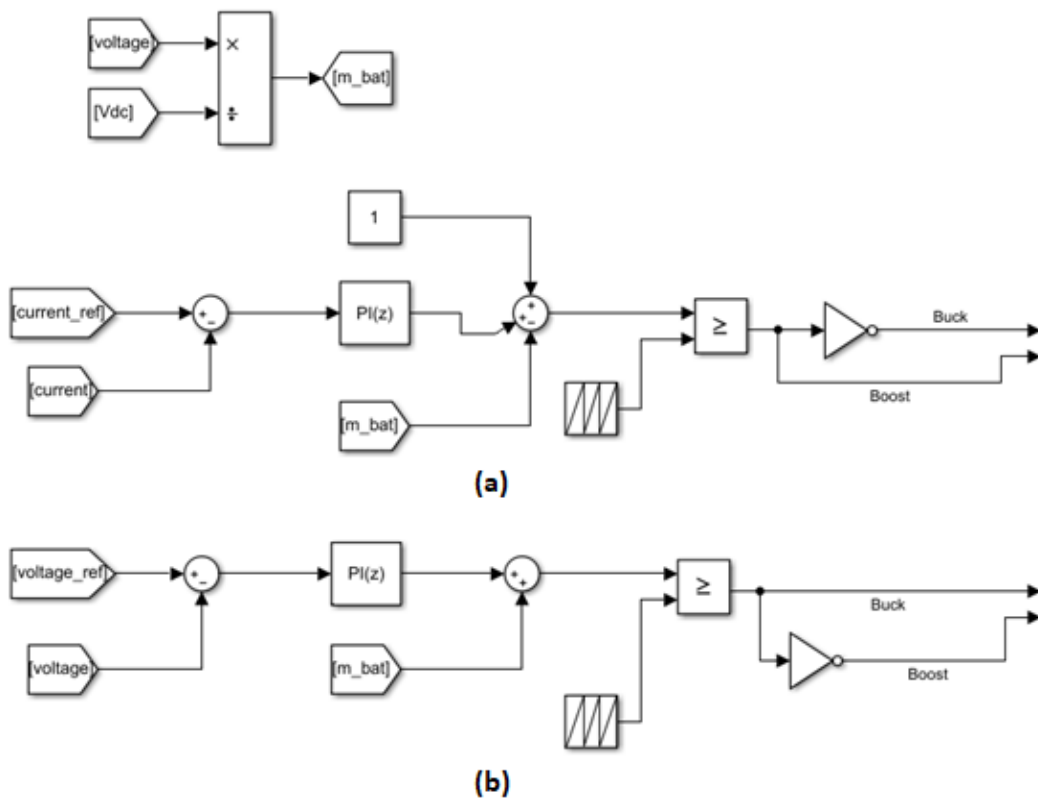 [voltage]
×
[m_bat]
[Vdc]
÷
1
[current_ref]
+
−
PI(z)
+
+
−
≥
Buck
[current]
Boost
[m_bat]
(a)
[voltage_ref]
+
−
PI(z)
+
+
≥
Buck
[voltage]
[m_bat]
Boost
(b)